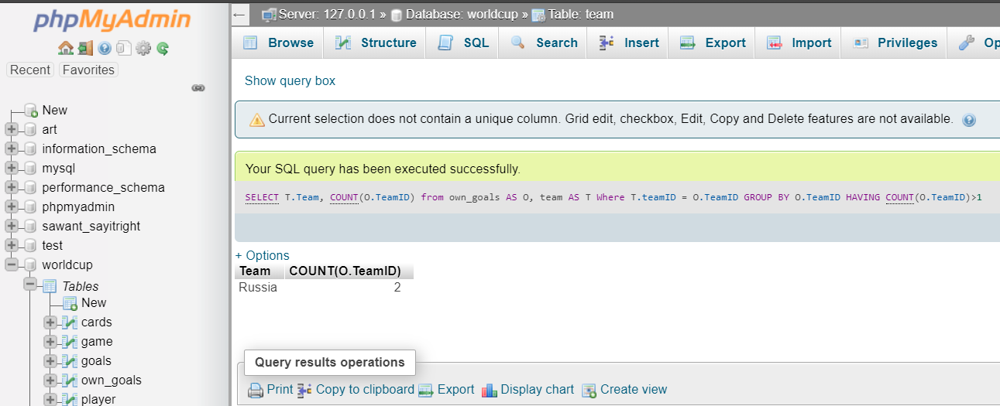 phpMyAdmin
Recent Favorites
New
art
information_schema
mysql
performance_schema
phpmyadmin
sawant_sayitright
test
worldcup
Tables
New
cards
game
goals
own_goals
player
← Server: 127.0.0.1 » Database: worldcup » Table: team
Browse Structure SQL Search Insert Export Import Privileges Op
Show query box
Current selection does not contain a unique column. Grid edit, checkbox, Edit, Copy and Delete features are not available.
Your SQL query has been executed successfully.
SELECT T.Team, COUNT(O.TeamID) from own_goals AS O, team AS T Where T.teamID = O.TeamID GROUP BY O.TeamID HAVING COUNT(O.TeamID)>1
+ Options
Team COUNT(O.TeamID)
Russia 2
Query results operations
Print Copy to clipboard Export Display chart Create view